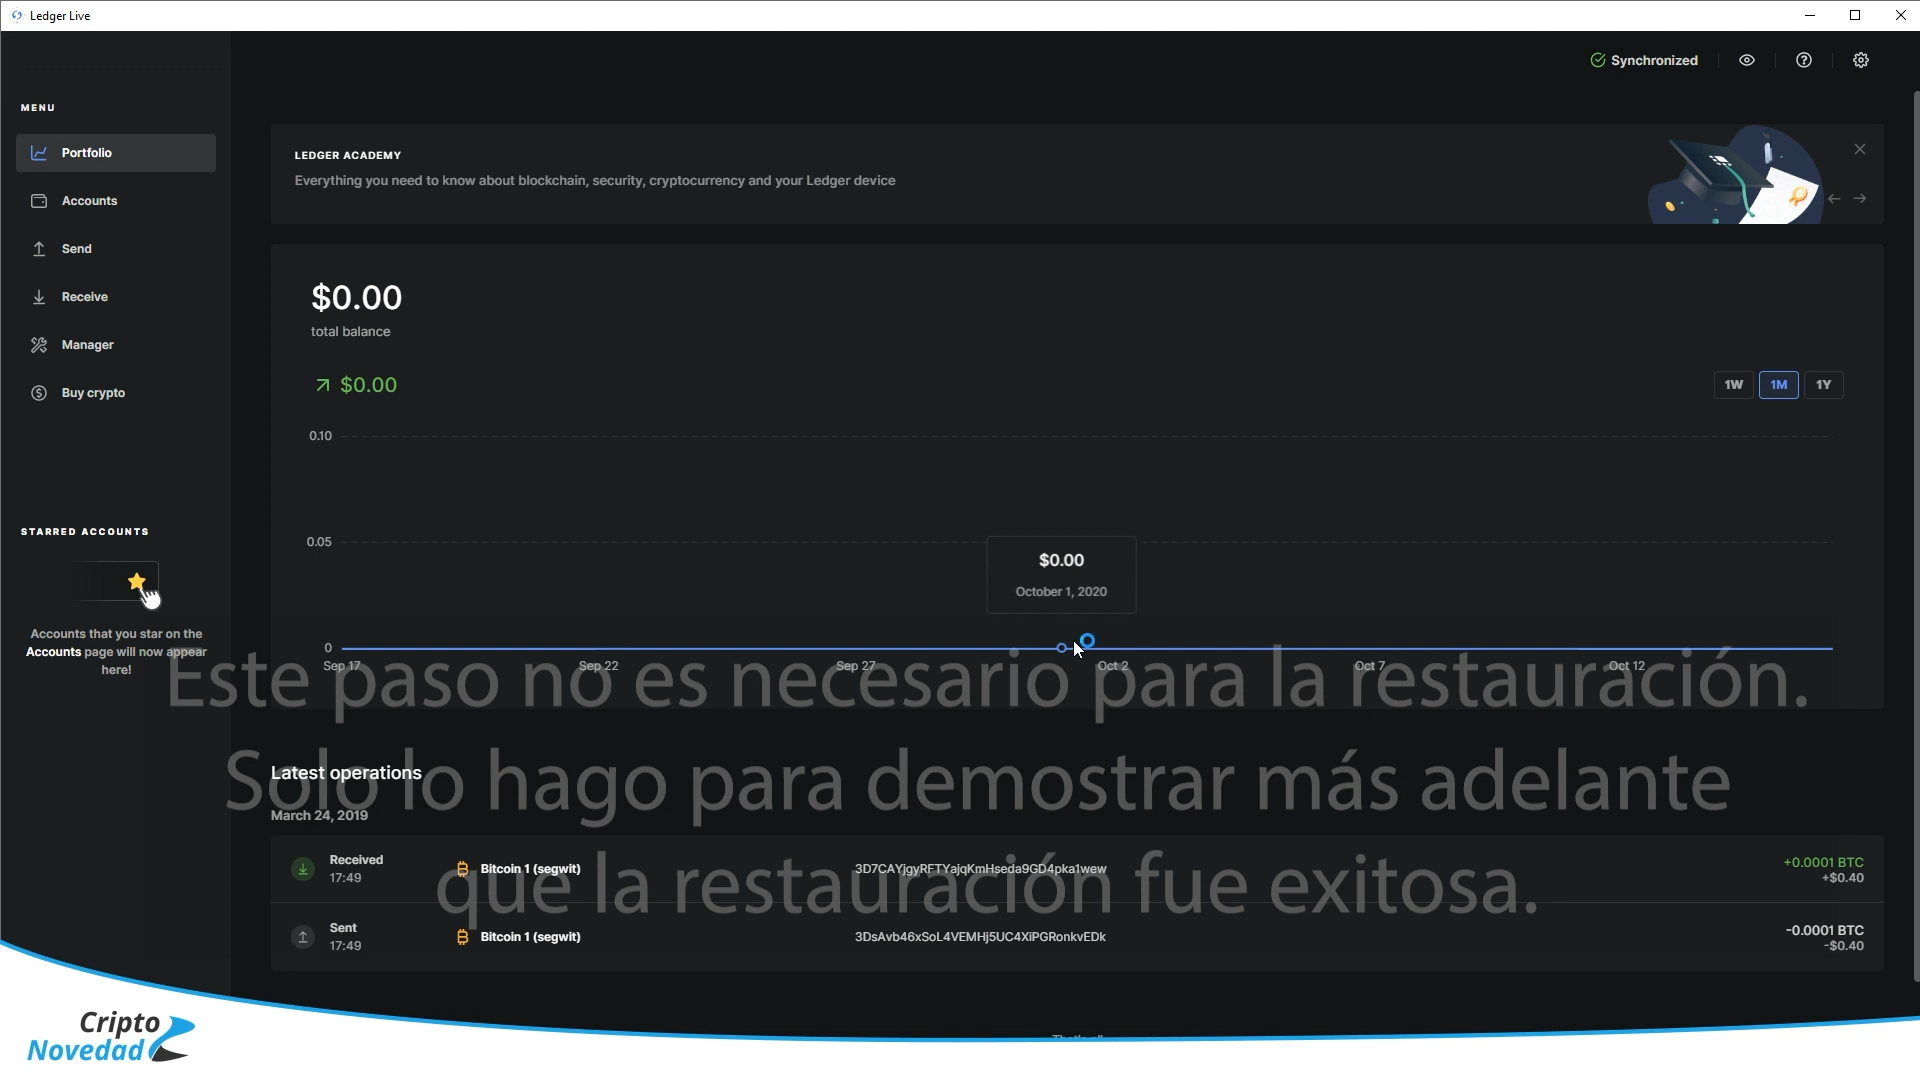 Ledger Live
Synchronized
MENU
Portfolio
Accounts
Send
Receive
Manager
Buy crypto
STARRED ACCOUNTS
Accounts that you star on the
Accounts page will now appear
here!
LEDGER ACADEMY
Everything you need to know about blockchain, security, cryptocurrency and your Ledger device
$0.00
total balance
$0.00
1W 1M 1Y
0.10
0.05
$0.00
October 1, 2020
0
Sep 17 Sep 22 Sep 27 Oct 2 Oct 7 Oct 12
Este paso no es necesario para la restauración.
Solo lo hago para demostrar más adelante
que la restauración fue exitosa.
Latest operations
March 24, 2019
Received
17:49
Bitcoin 1 (segwit)
3D7CAYjgyRFTYajqKmHseda9GD4pka1wew
+0.0001 BTC
+$0.40
Sent
17:49
Bitcoin 1 (segwit)
3DsAvb46xSoL4VEMHj5UC4XiPGRonkvEDk
-0.0001 BTC
-$0.40
Cripto
Novedad